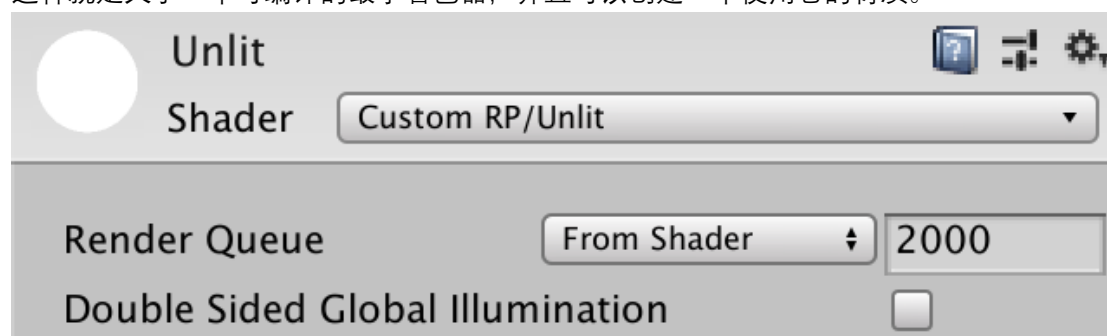 Unlit
Shader Custom RP/Unlit
Render Queue From Shader 2000
Double Sided Global Illumination